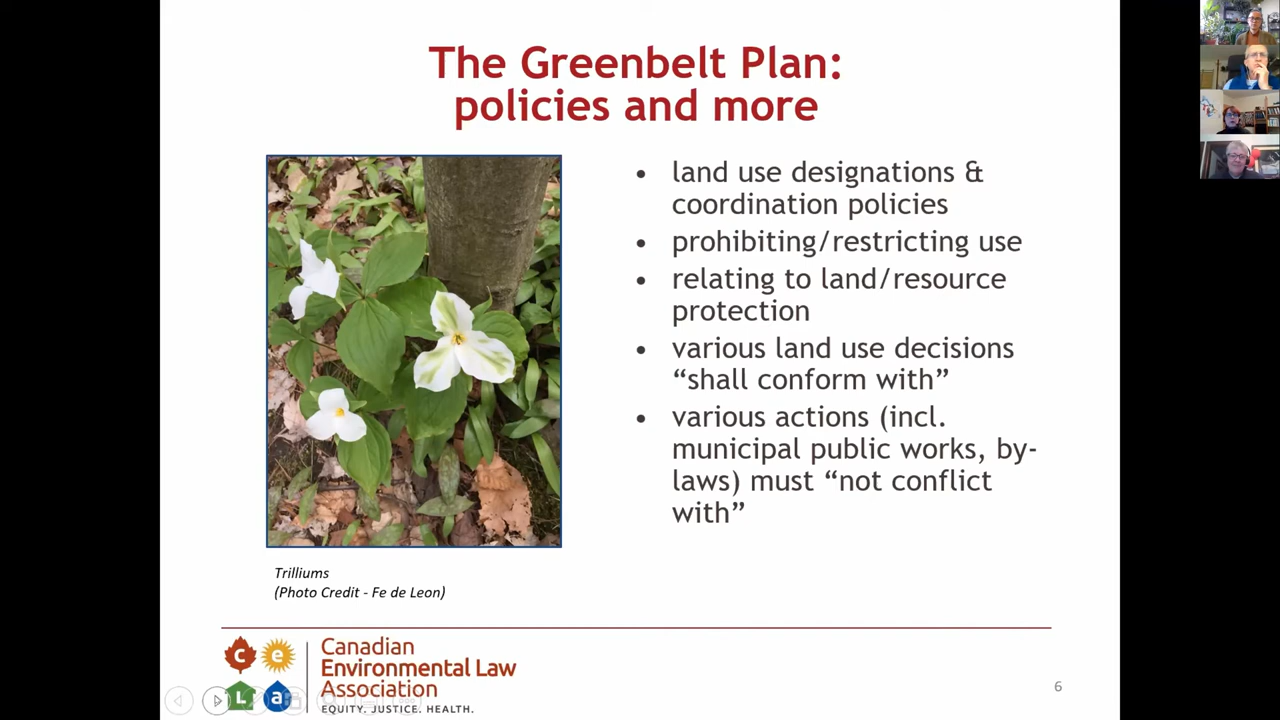 The Greenbelt Plan:
policies and more
• land use designations &
coordination policies
• prohibiting/restricting use
• relating to land/resource
protection
• various land use decisions
“shall conform with”
• various actions (incl.
municipal public works, by-
laws) must “not conflict
with”
Trilliums
(Photo Credit - Fe de Leon)
c e
L a
Canadian
Environmental Law
Association
EQUITY. JUSTICE. HEALTH.
6